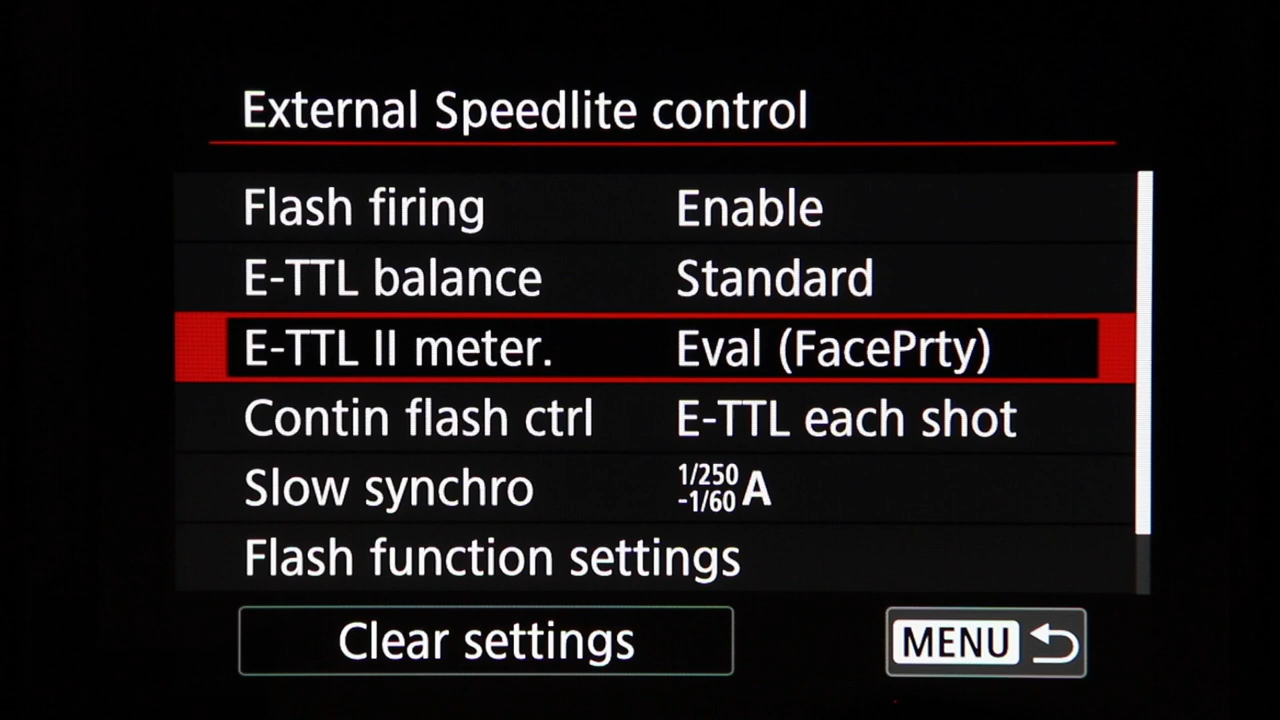 External Speedlite control
Flash firing Enable
E-TTL balance Standard
E-TTL II meter. Eval (FacePrty)
Contin flash ctrl E-TTL each shot
Slow synchro 1/250-1/60 A
Flash function settings
Clear settings MENU